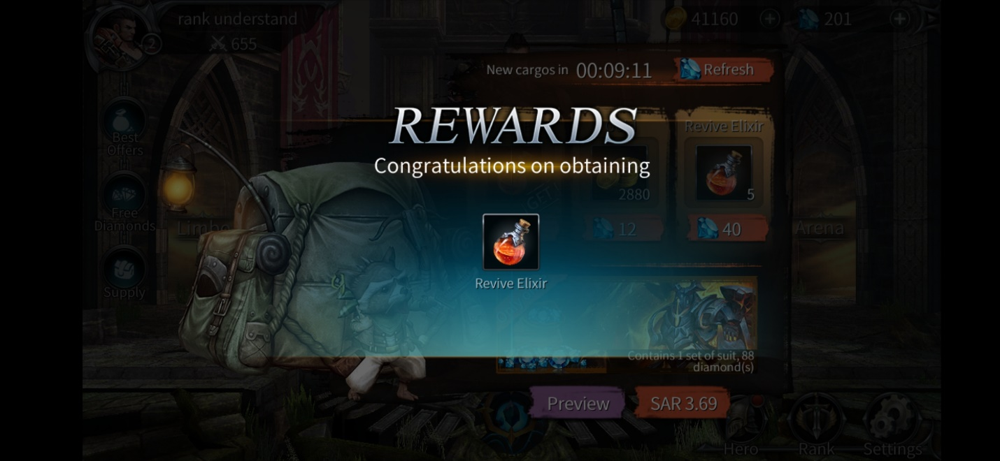 rank understand
41160
201
2
655
New cargos in 00:09:11
Refresh
REWARDS
Revive Elixir
Best
Offers
Congratulations on obtaining
GET
2880
5
Free
Diamonds
Limbo
12
40
Arena
Revive Elixir
Supply
Contains 1 set of suit, 88
diamond(s)
Preview
SAR 3.69
Hero
Rank
Settings